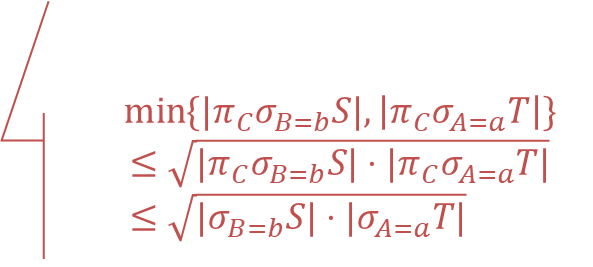 min{|π_C σ_{B=b} S|, |π_C σ_{A=a} T|}
≤ √(|π_C σ_{B=b} S| · |π_C σ_{A=a} T|)
≤ √(|σ_{B=b} S| · |σ_{A=a} T|)